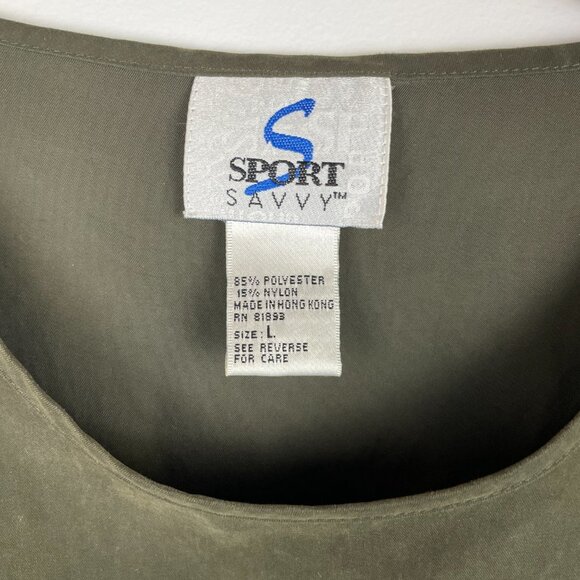 S
SPORT
SAVVY™
85% POLYESTER
15% NYLON
MADE IN HONG KONG
RN 81893
SIZE: L
SEE REVERSE
FOR CARE